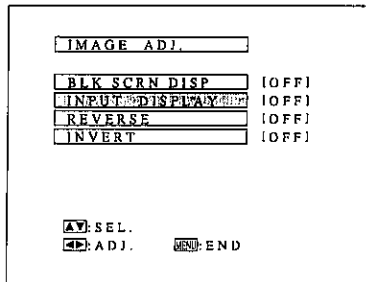 IMAGE ADJ.
BLK SCRN DISP [OFF]
INPUT DISPLAY [OFF]
REVERSE [OFF]
INVERT [OFF]
▲▼:SEL.
◀▶:ADJ. MENU:END